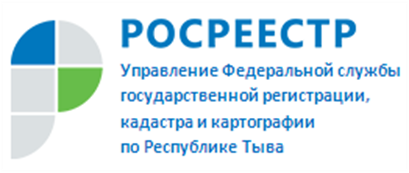 РОСРЕЕСТР
Управление Федеральной службы
государственной регистрации,
кадастра и картографии
по Республике Тыва